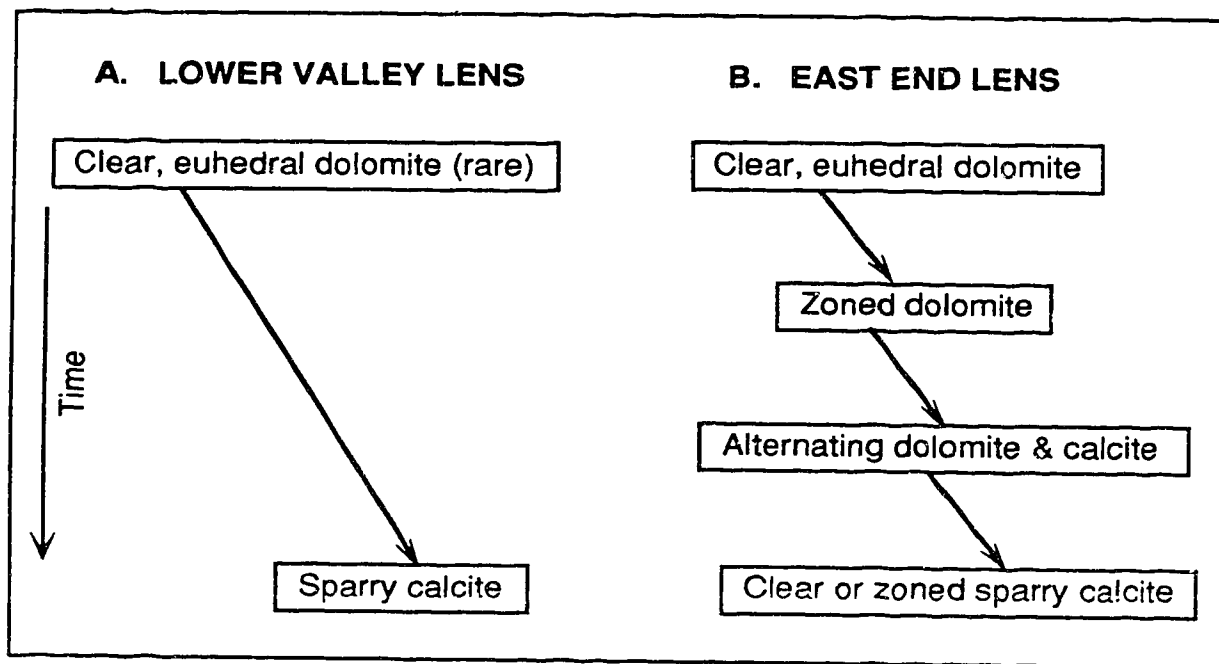 A. LOWER VALLEY LENS
Clear, euhedral dolomite (rare)
Time
Sparry calcite
B. EAST END LENS
Clear, euhedral dolomite
Zoned dolomite
Alternating dolomite & calcite
Clear or zoned sparry calcite